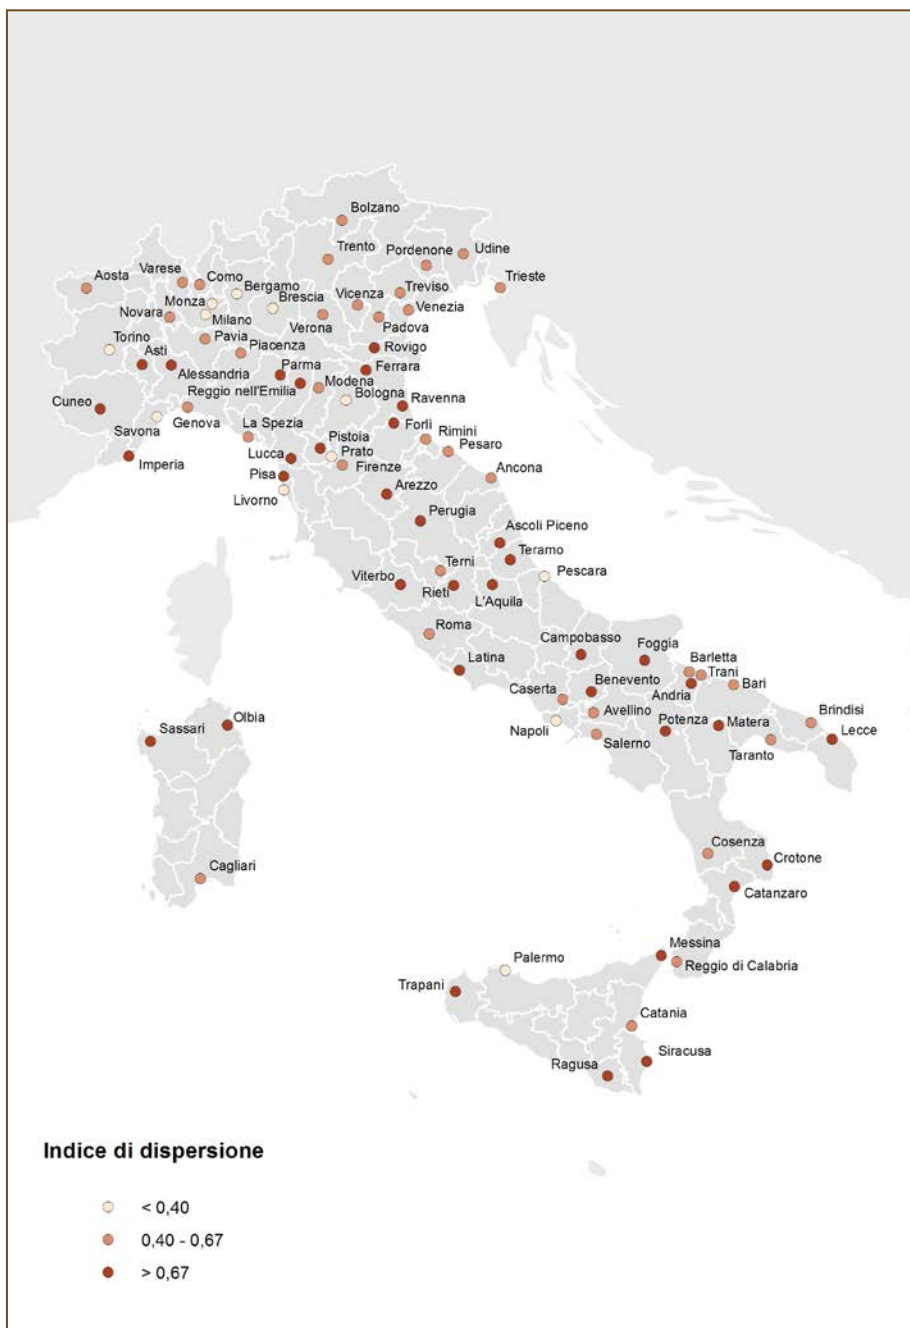 Bolzano
Trento
Pordenone
Udine
Aosta
Varese
Como
Bergamo
Trieste
Monza
Brescia
Vicenza
Treviso
Venezia
Novara
Milano
Verona
Padova
Torino
Pavia
Piacenza
Rovigo
Asti
Parma
Ferrara
Alessandria
Modena
Reggio nell'Emilia
Bologna
Ravenna
Cuneo
Savona
Genova
La Spezia
Forlì
Rimini
Pistoia
Pesaro
Imperia
Lucca
Prato
Firenze
Pisa
Ancona
Livorno
Arezzo
Perugia
Ascoli Piceno
Teramo
Terni
Viterbo
Rieti
L'Aquila
Pescara
Roma
Campobasso
Foggia
Latina
Barletta
Trani
Benevento
Caserta
Andria
Bari
Avellino
Napoli
Potenza
Matera
Brindisi
Salerno
Taranto
Lecce
Olbia
Sassari
Cosenza
Cagliari
Crotone
Catanzaro
Messina
Palermo
Reggio di Calabria
Trapani
Catania
Siracusa
Ragusa
Indice di dispersione
< 0,40
0,40 - 0,67
> 0,67